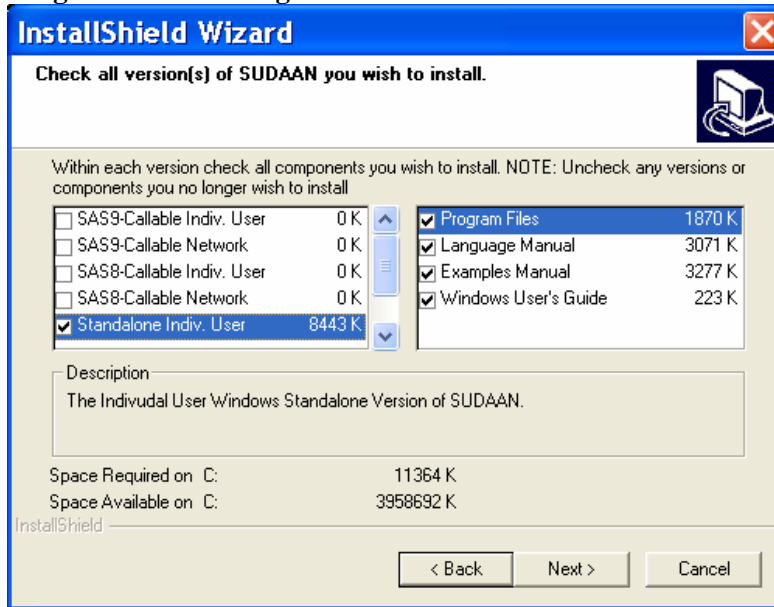 InstallShield Wizard
Check all version(s) of SUDAAN you wish to install.
Within each version check all components you wish to install. NOTE: Uncheck any versions or
components you no longer wish to install
SAS9-Callable Indiv. User 0 K
SAS9-Callable Network 0 K
SAS8-Callable Indiv. User 0 K
SAS8-Callable Network 0 K
Standalone Indiv. User 8443 K
Program Files 1870 K
Language Manual 3071 K
Examples Manual 3277 K
Windows User's Guide 223 K
Description
The Indivudal User Windows Standalone Version of SUDAAN.
Space Required on C: 11364 K
Space Available on C: 3958692 K
InstallShield
< Back Next > Cancel